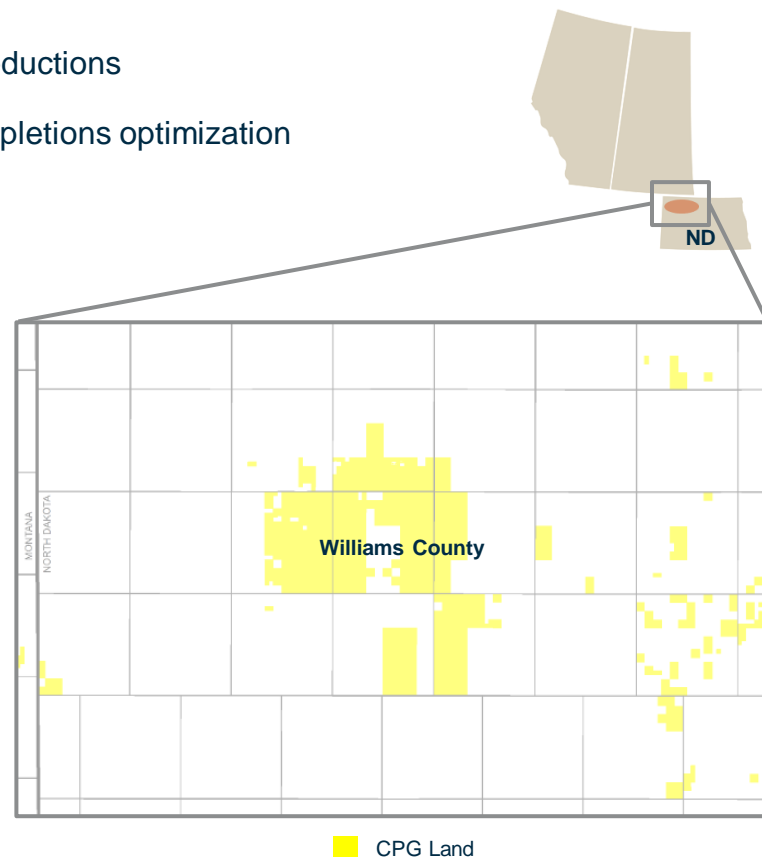 ductions
pletions optimization
ND
MONTANA
NORTH DAKOTA
Williams County
CPG Land